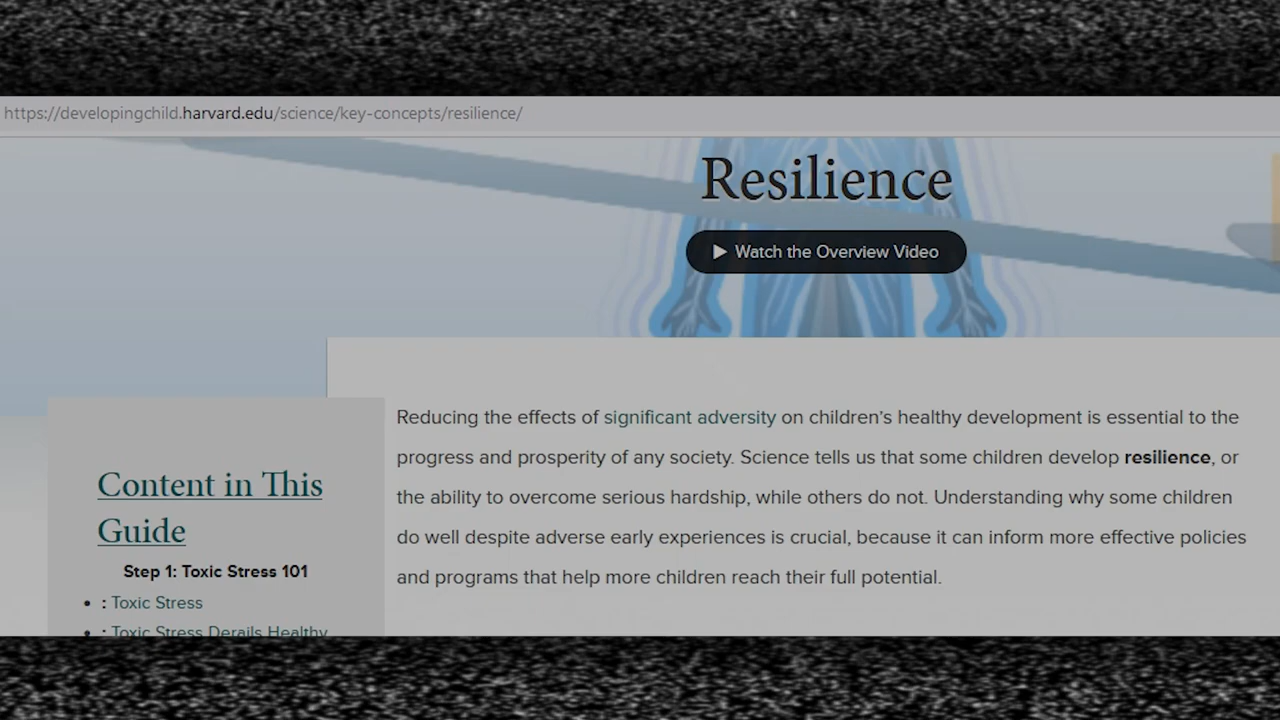 https://developingchild.harvard.edu/science/key-concepts/resilience/
Resilience
Watch the Overview Video
Reducing the effects of significant adversity on children's healthy development is essential to the
progress and prosperity of any society. Science tells us that some children develop resilience, or
the ability to overcome serious hardship, while others do not. Understanding why some children
do well despite adverse early experiences is crucial, because it can inform more effective policies
and programs that help more children reach their full potential.
Content in This
Guide
Step 1: Toxic Stress 101
• : Toxic Stress
• : Toxic Stress Derails Healthy